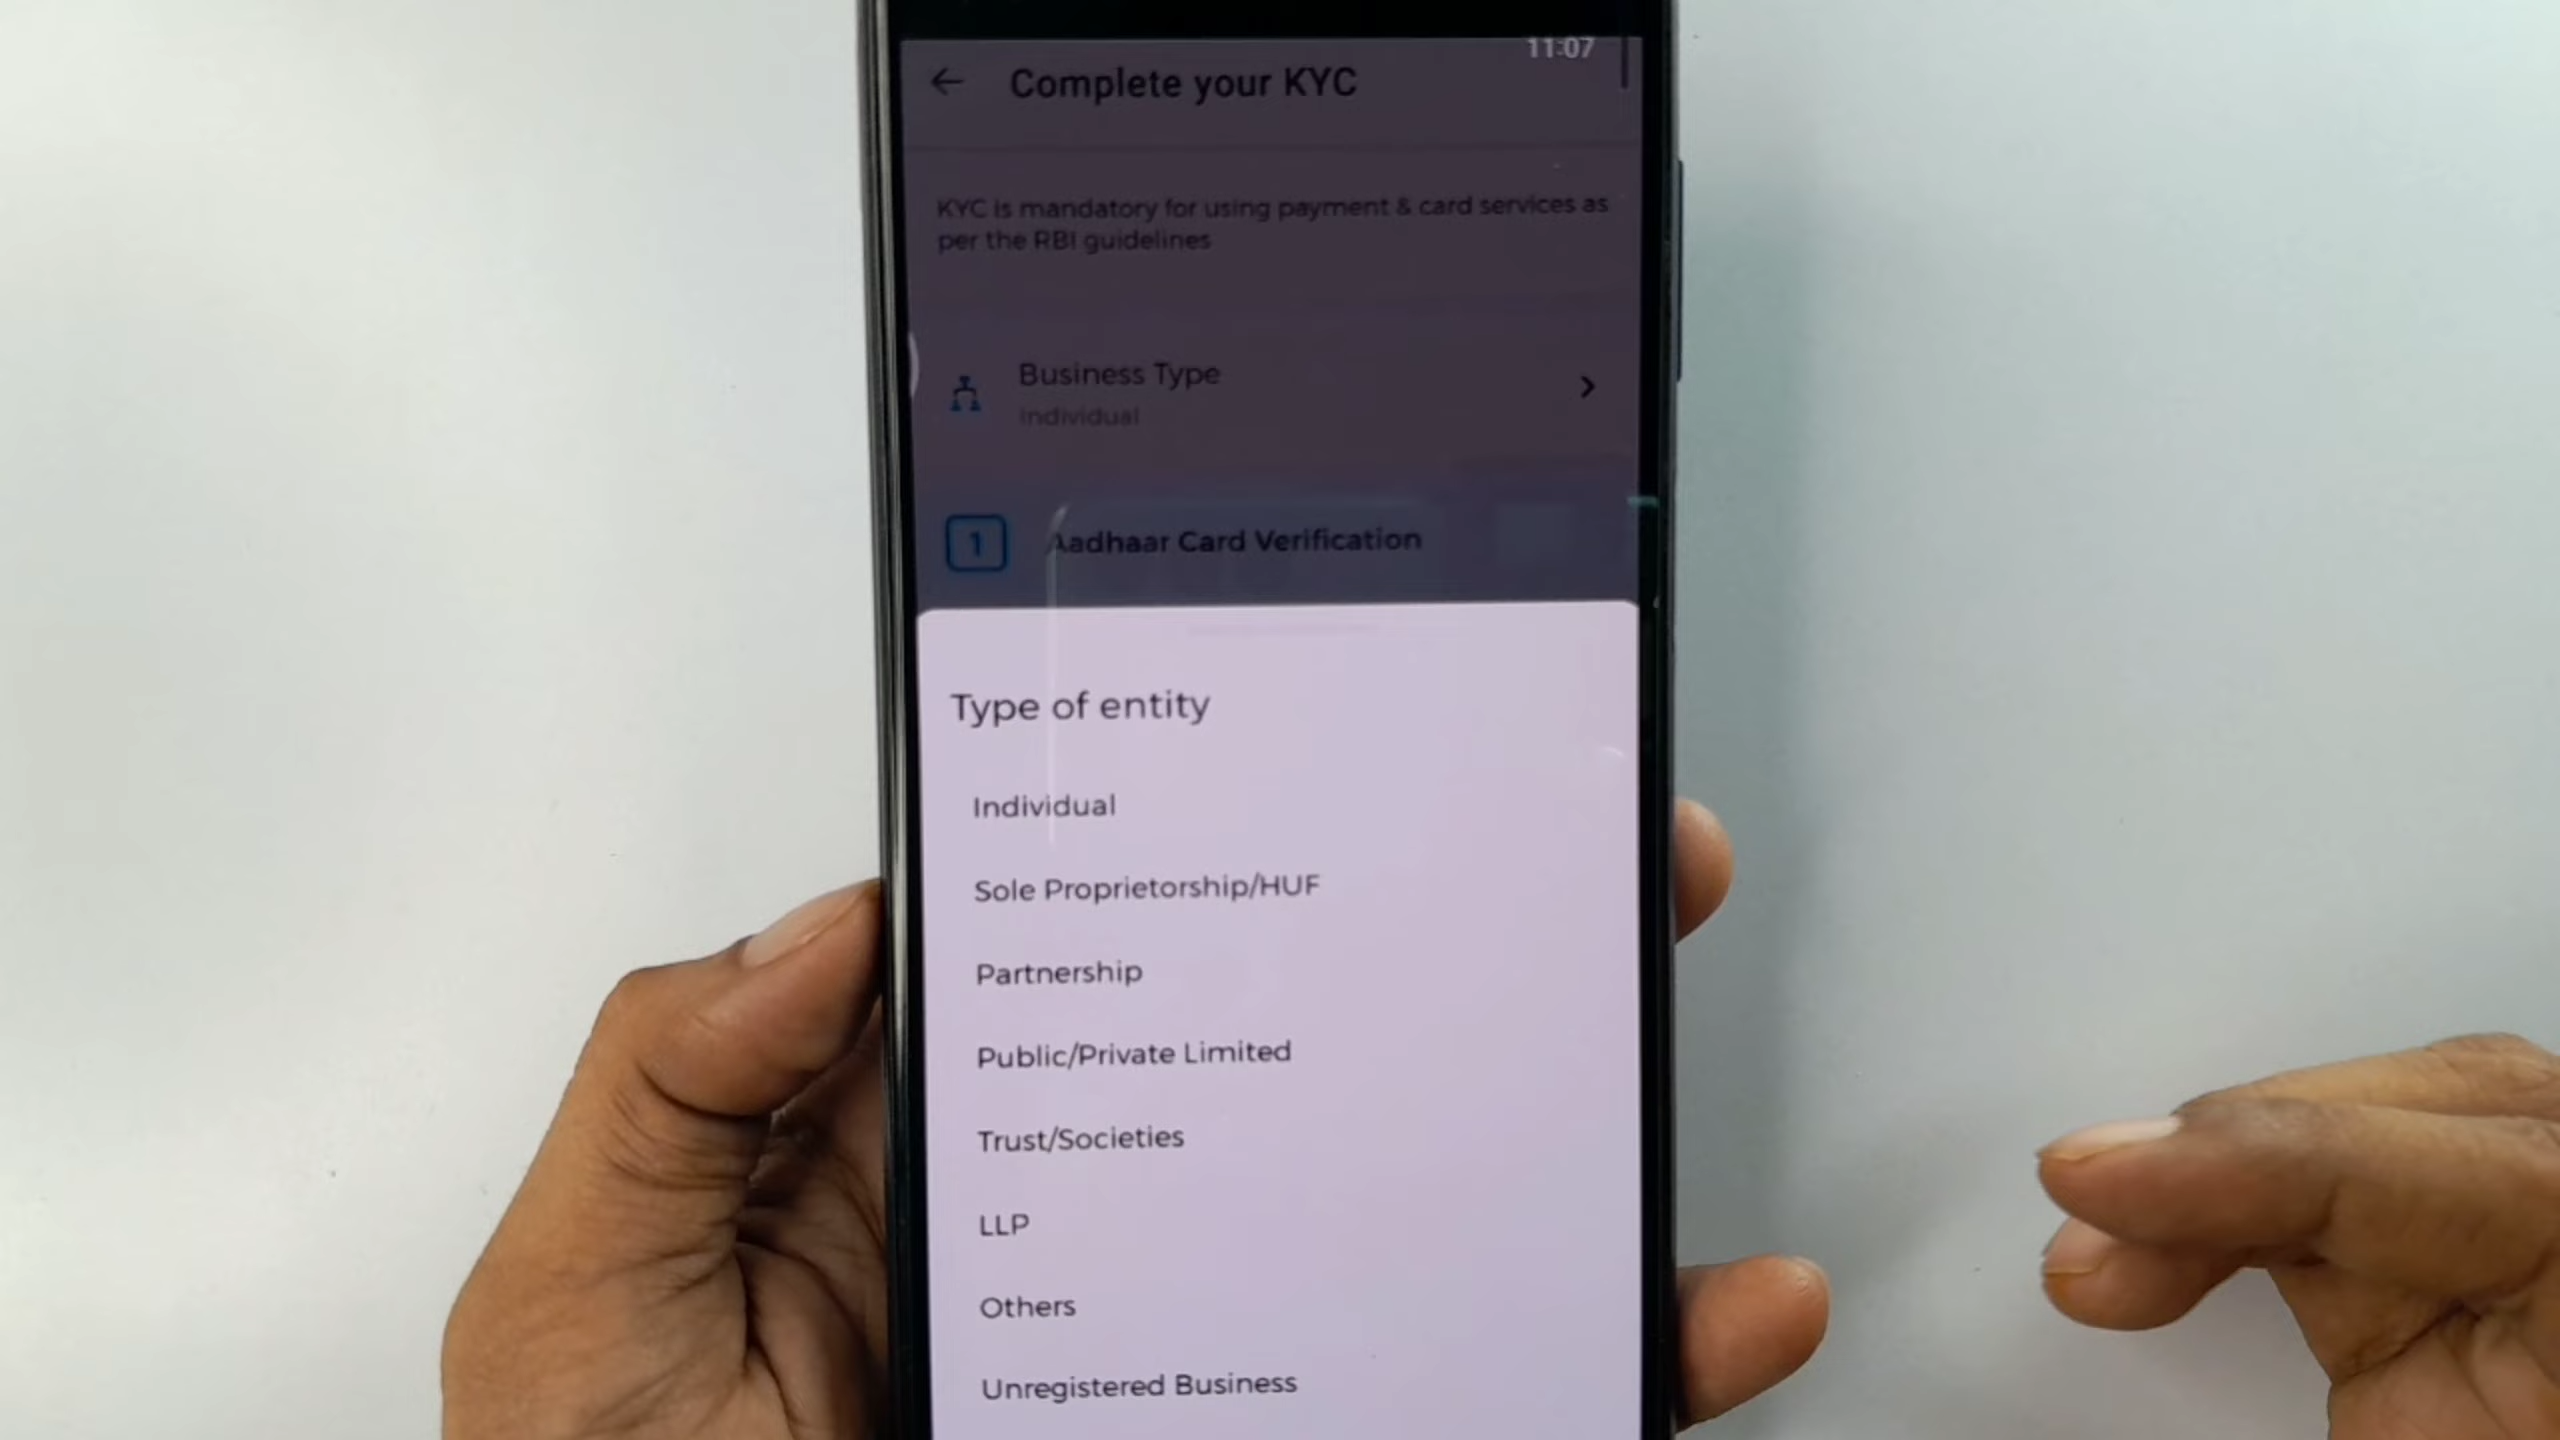 11:07
Complete your KYC
KYC is mandatory for using payment & card services as
per the RBI guidelines
Business Type
Individual
1
Aadhaar Card Verification
Type of entity
Individual
Sole Proprietorship/HUF
Partnership
Public/Private Limited
Trust/Societies
LLP
Others
Unregistered Business